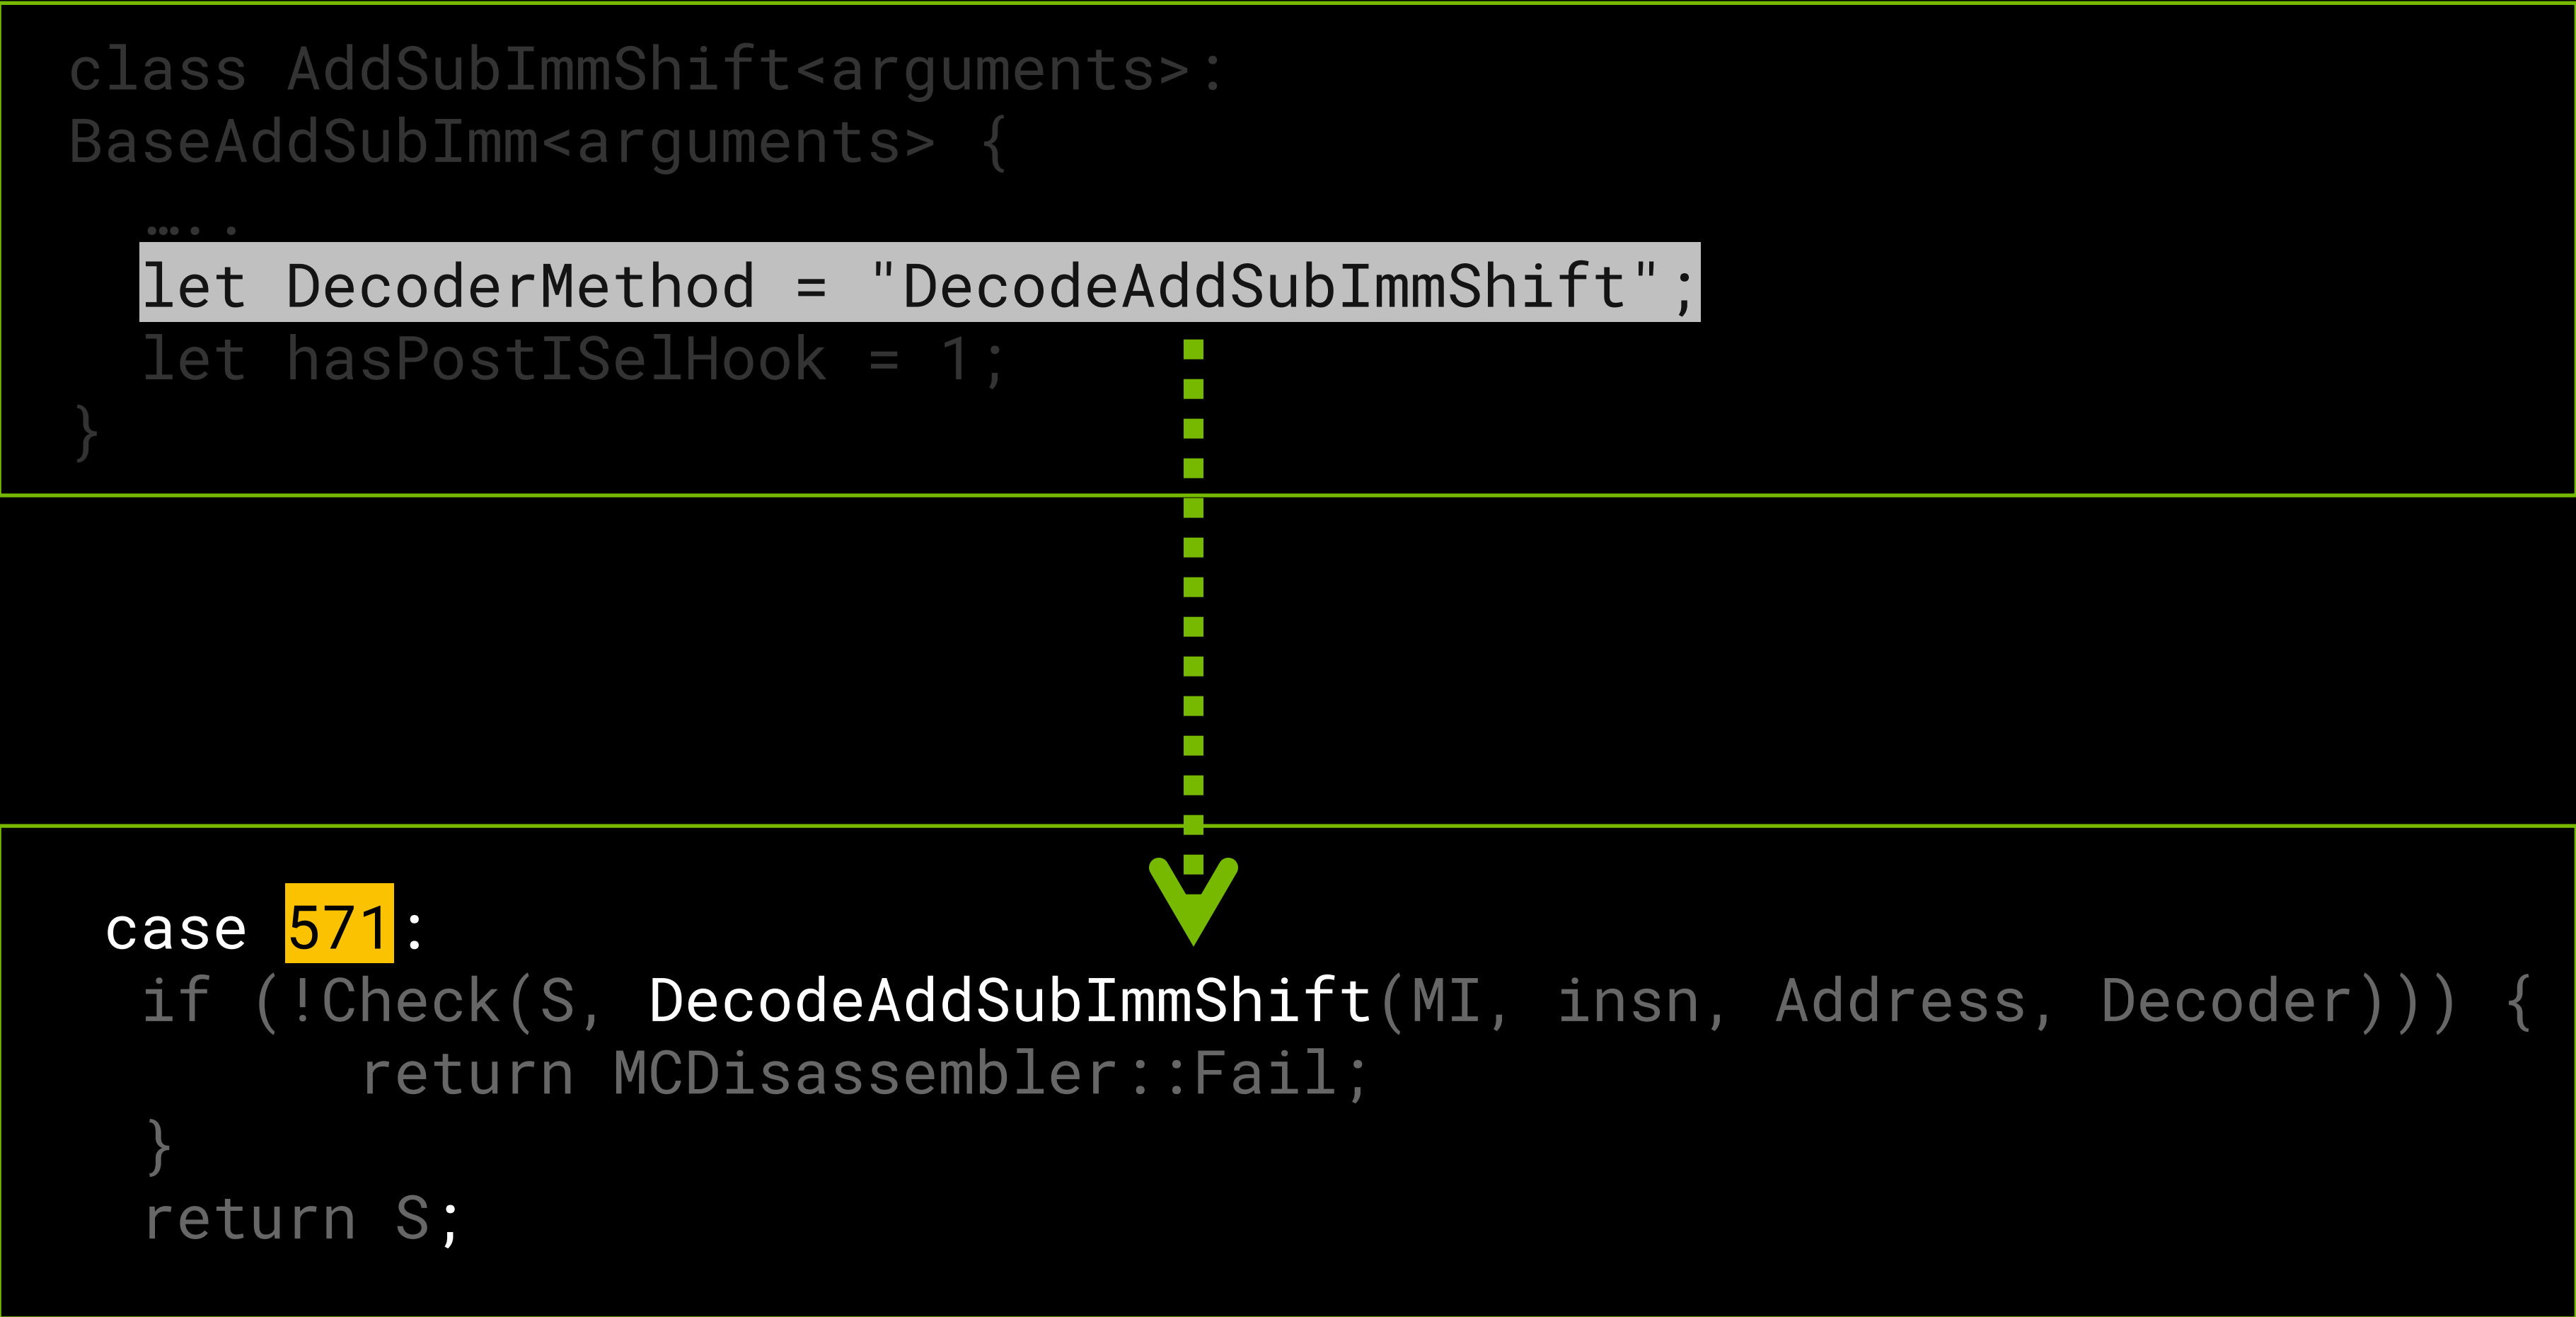 class AddSubImmShift<arguments>:
BaseAddSubImm<arguments> {
…..
let DecoderMethod = "DecodeAddSubImmShift";
let hasPostISelHook = 1;
}
case 571:
if (!Check(S, DecodeAddSubImmShift(MI, insn, Address, Decoder))) {
return MCDisassembler::Fail;
}
return S;